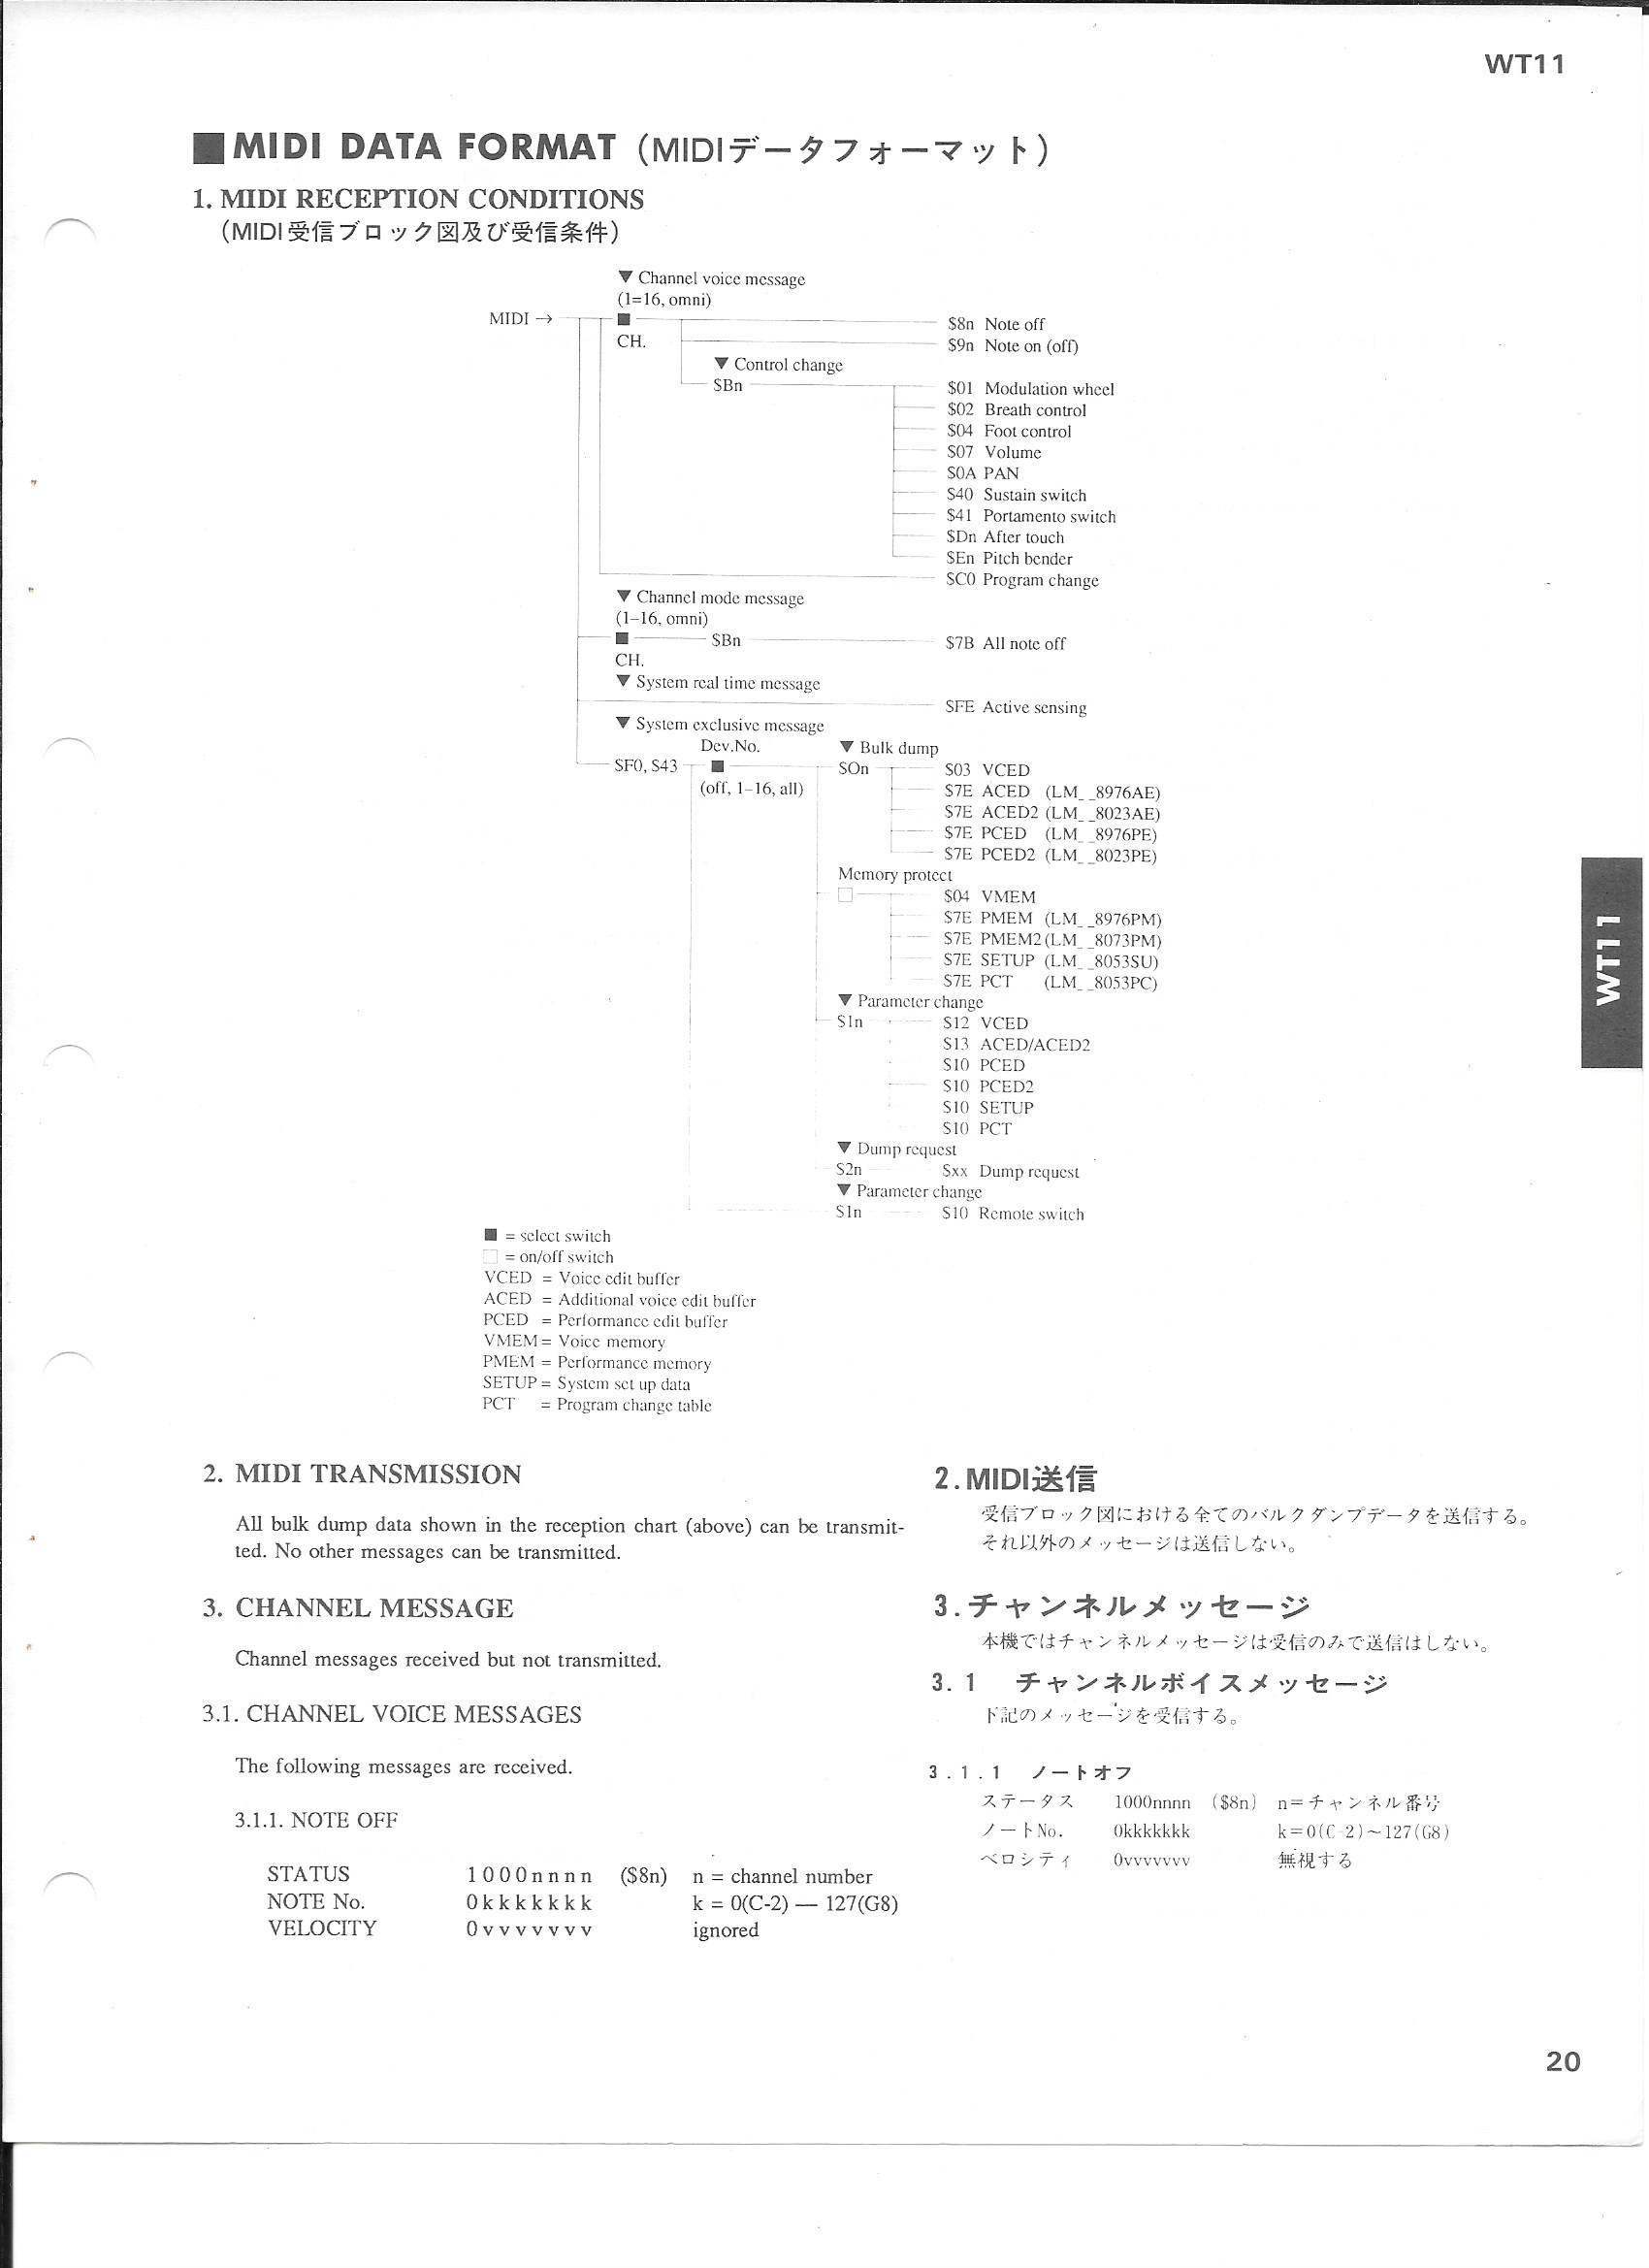 WT11
■MIDI DATA FORMAT (MIDIデータフォーマット)
1. MIDI RECEPTION CONDITIONS
(MIDI受信ブロック図及び受信条件)
▼ Channel voice message
(1=16, omni)
MIDI → ■ $8n Note off
CH. $9n Note on (off)
▼ Control change
$Bn $01 Modulation wheel
$02 Breath control
$04 Foot control
$07 Volume
$0A PAN
$40 Sustain switch
$41 Portamento switch
$Dn After touch
$En Pitch bender
$C0 Program change
▼ Channel mode message
(1–16, omni)
■ $Bn $7B All note off
CH.
▼ System real time message
$FE Active sensing
▼ System exclusive message
Dev.No. ▼ Bulk dump
$F0, $43 ■ $On $03 VCED
(off, 1–16, all) $7E ACED (LM_ _8976AE)
$7E ACED2 (LM_ _8023AE)
$7E PCED (LM_ _8976PE)
$7E PCED2 (LM_ _8023PE)
Memory protect
□ $04 VMEM
$7E PMEM (LM_ _8976PM)
$7E PMEM2 (LM_ _8073PM)
$7E SETUP (LM_ _8053SU)
$7E PCT (LM_ _8053PC)
▼ Parameter change
$1n $12 VCED
$13 ACED/ACED2
$10 PCED
$10 PCED2
$10 SETUP
$10 PCT
▼ Dump request
$2n $xx Dump request
▼ Parameter change
$1n $10 Remote switch
■ = select switch
□ = on/off switch
VCED = Voice edit buffer
ACED = Additional voice edit buffer
PCED = Performance edit buffer
VMEM = Voice memory
PMEM = Performance memory
SETUP = System set up data
PCT = Program change table
WT11
2. MIDI TRANSMISSION
All bulk dump data shown in the reception chart (above) can be transmit-
ted. No other messages can be transmitted.
3. CHANNEL MESSAGE
Channel messages received but not transmitted.
3.1. CHANNEL VOICE MESSAGES
The following messages are received.
3.1.1. NOTE OFF
STATUS 1000nnnn ($8n) n = channel number
NOTE No. 0kkkkkkk k = 0(C-2) — 127(G8)
VELOCITY 0vvvvvvv ignored
2.MIDI送信
受信ブロック図における全てのバルクダンプデータを送信する。
それ以外のメッセージは送信しない。
3.チャンネルメッセージ
本機ではチャンネルメッセージは受信のみで送信はしない。
3.1 チャンネルボイスメッセージ
下記のメッセージを受信する。
3.1.1 ノートオフ
ステータス 1000nnnn ($8n) n=チャンネル番号
ノートNo. 0kkkkkkk k=0(C-2)~127(G8)
ベロシティ 0vvvvvvv 無視する
20